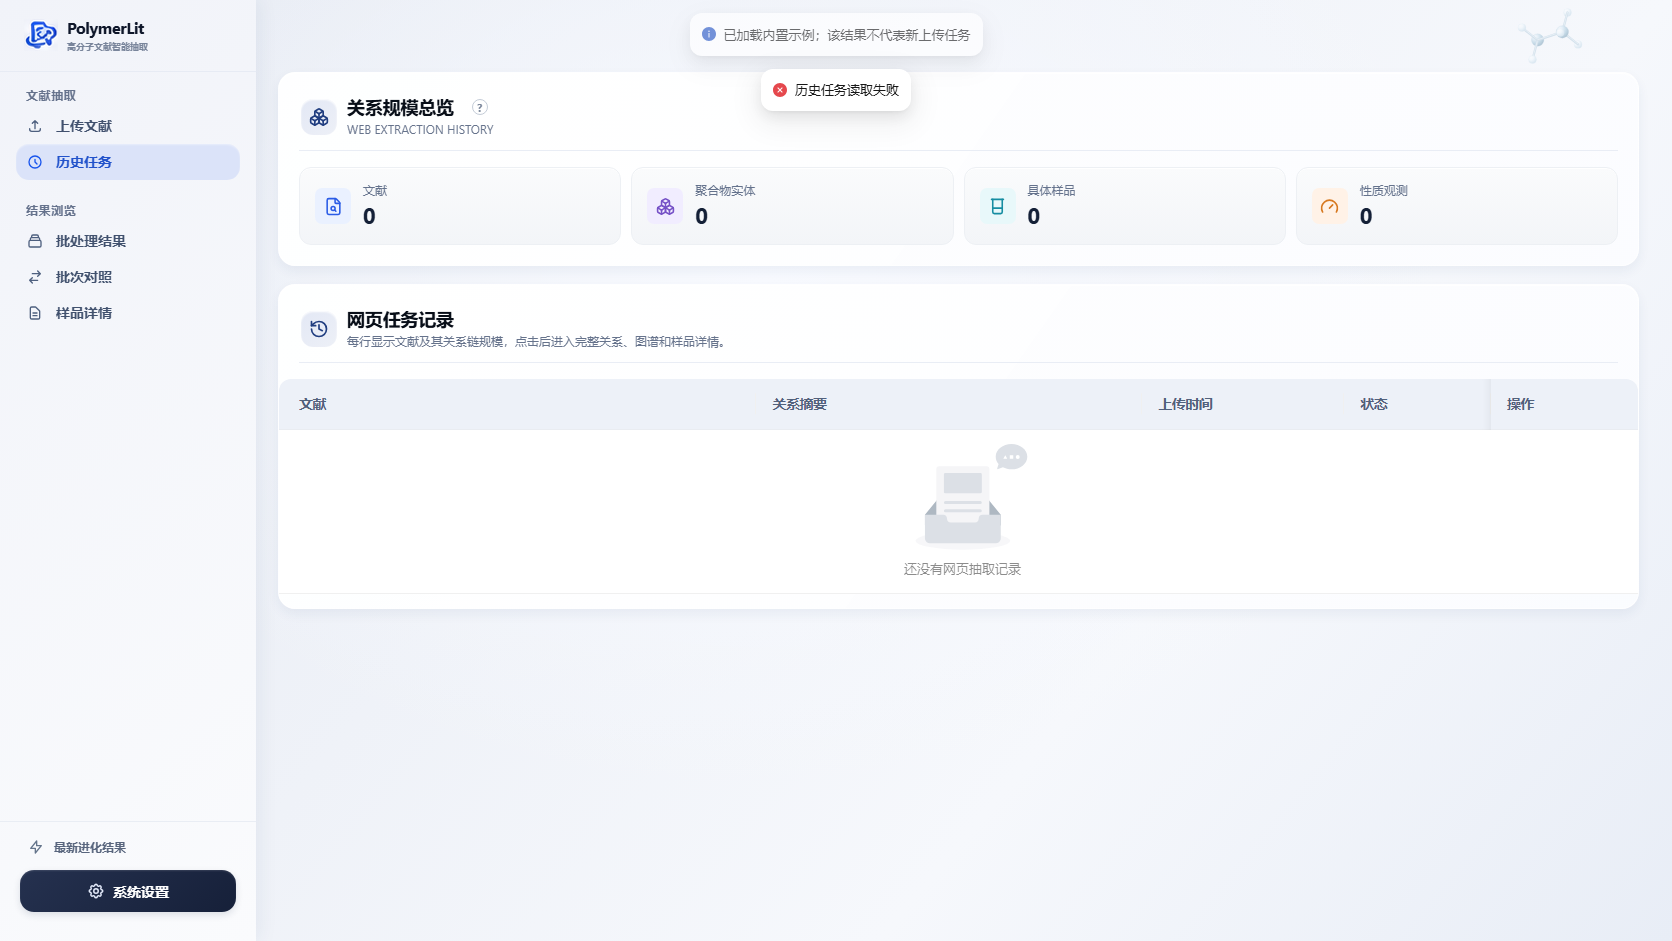 PolymerLit
高分子文献智能抽取
文献抽取
上传文献
历史任务
结果浏览
批处理结果
批次对照
样品详情
最新进化结果
系统设置
已加载内置示例；该结果不代表新上传任务
历史任务读取失败
关系规模总览 ?
WEB EXTRACTION HISTORY
文献
0
聚合物实体
0
具体样品
0
性质观测
0
网页任务记录
每行显示文献及其关系链规模，点击后进入完整关系、图谱和样品详情。
文献 关系摘要 上传时间 状态 操作
还没有网页抽取记录